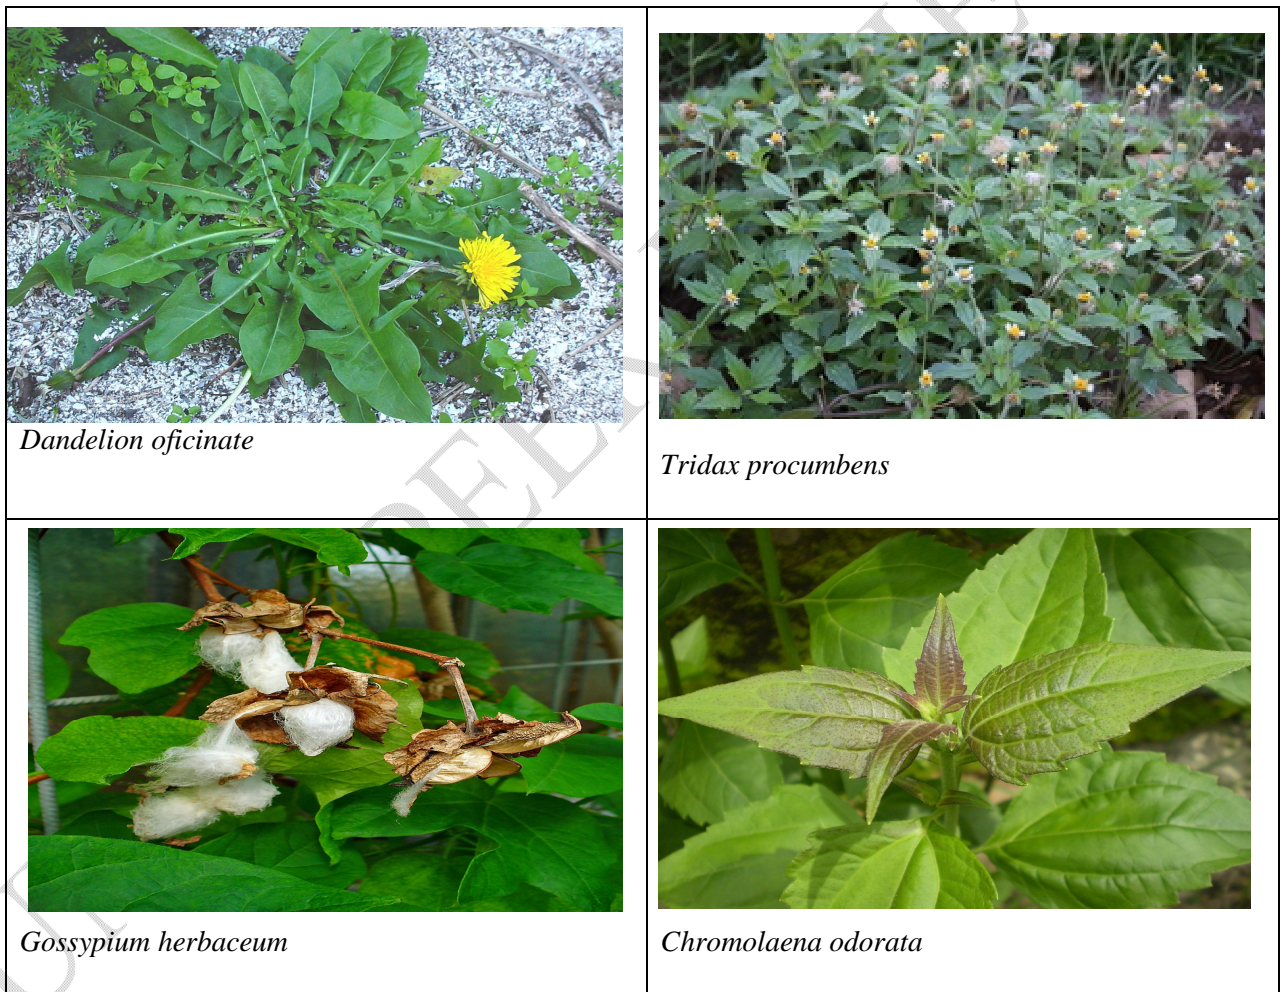 Dandelion oficinate
Tridax procumbens
Gossypium herbaceum
Chromolaena odorata